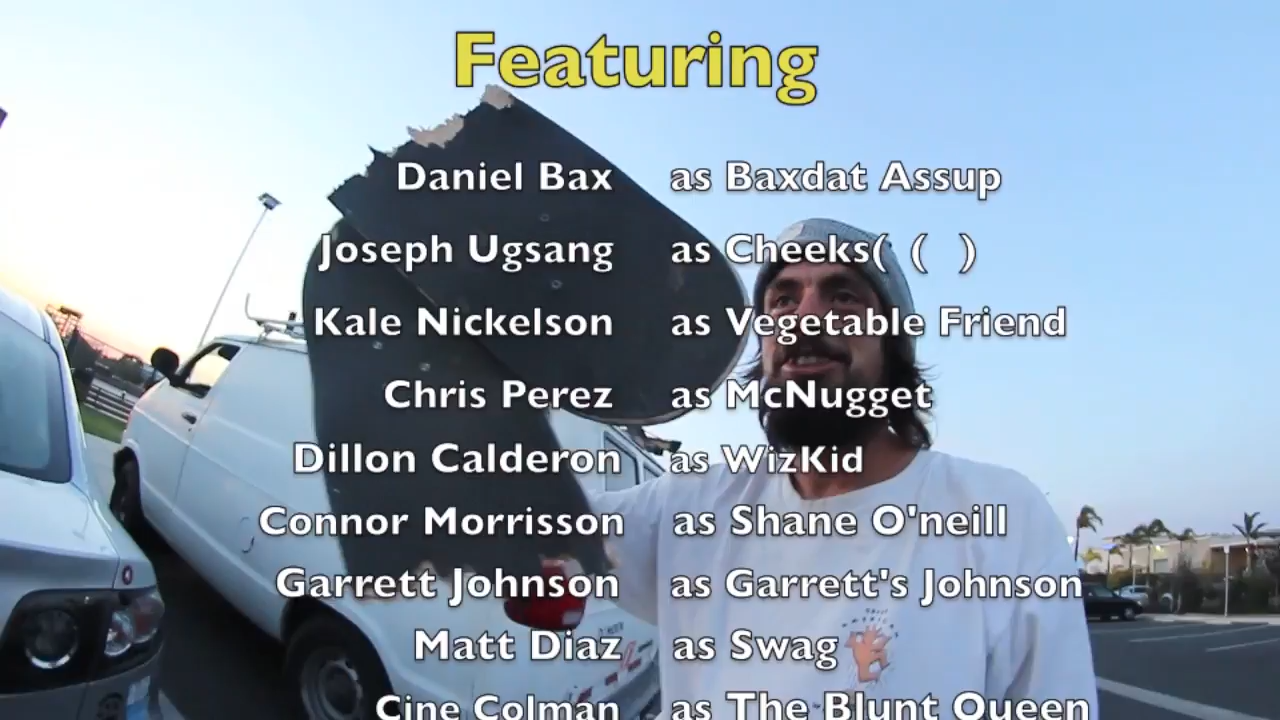 Featuring
Daniel Bax as Baxdat Assup
Joseph Ugsang as Cheeks( ( )
Kale Nickelson as Vegetable Friend
Chris Perez as McNugget
Dillon Calderon as WizKid
Connor Morrisson as Shane O'neill
Garrett Johnson as Garrett's Johnson
Matt Diaz as Swag
Cine Colman as The Blunt Queen